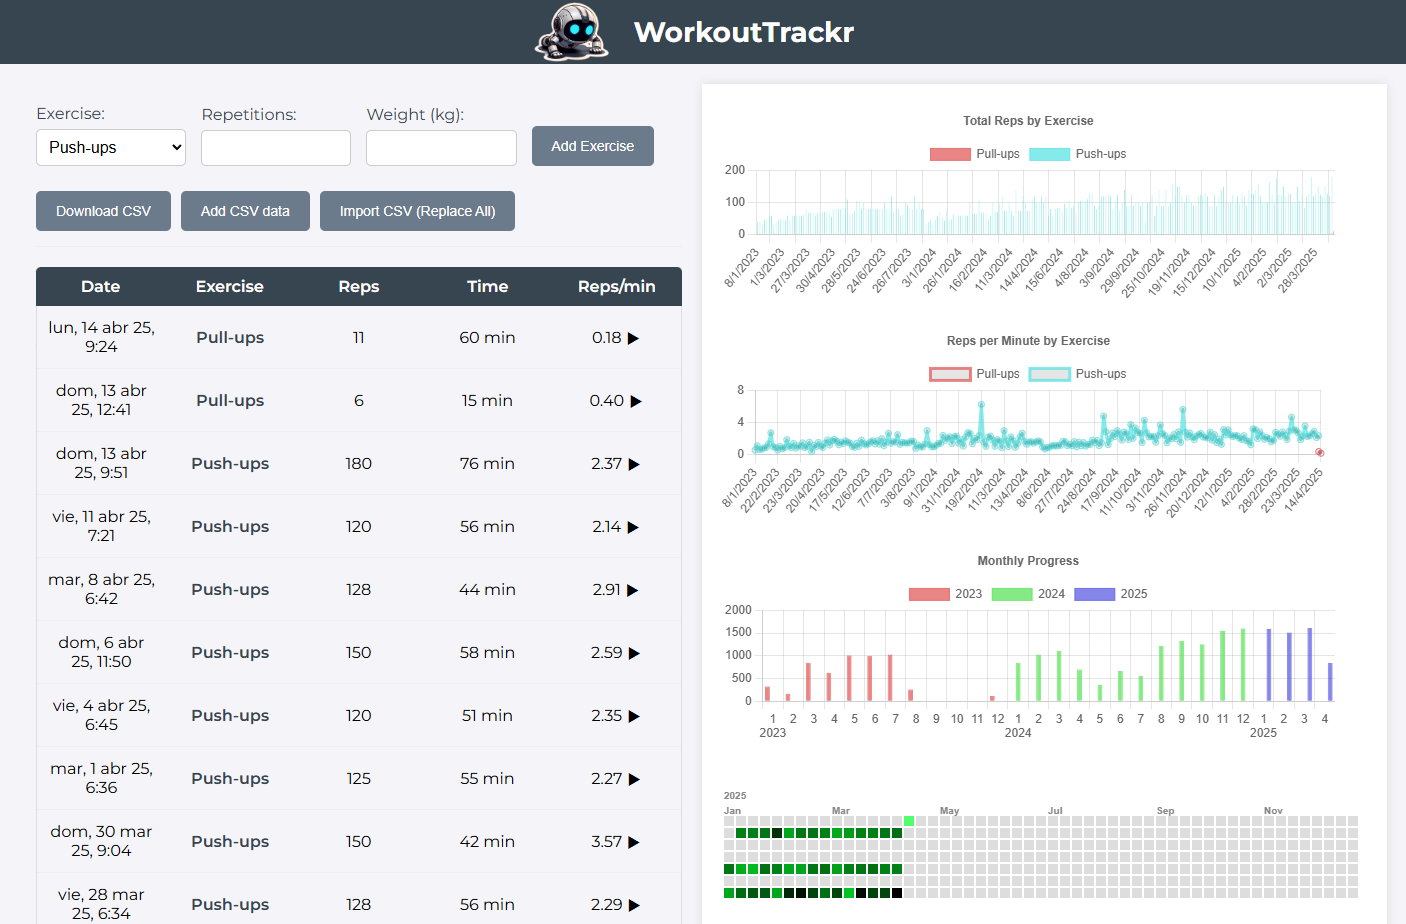 WorkoutTrackr
Exercise:
Repetitions:
Weight (kg):
Push-ups
Add Exercise
Download CSV
Add CSV data
Import CSV (Replace All)
Date Exercise Reps Time Reps/min
lun, 14 abr 25,
9:24
Pull-ups 11 60 min 0.18 ▶
dom, 13 abr
25, 12:41
Pull-ups 6 15 min 0.40 ▶
dom, 13 abr
25, 9:51
Push-ups 180 76 min 2.37 ▶
vie, 11 abr 25,
7:21
Push-ups 120 56 min 2.14 ▶
mar, 8 abr 25,
6:42
Push-ups 128 44 min 2.91 ▶
dom, 6 abr
25, 11:50
Push-ups 150 58 min 2.59 ▶
vie, 4 abr 25,
6:45
Push-ups 120 51 min 2.35 ▶
mar, 1 abr 25,
6:36
Push-ups 125 55 min 2.27 ▶
dom, 30 mar
25, 9:04
Push-ups 150 42 min 3.57 ▶
vie, 28 mar
25, 6:34
Push-ups 128 56 min 2.29 ▶
Total Reps by Exercise
Pull-ups Push-ups
200
100
0
8/1/2023 1/3/2023 27/3/2023 30/4/2023 28/5/2023 24/6/2023 26/7/2023 3/1/2024 26/1/2024 16/2/2024 11/3/2024 14/4/2024 15/6/2024 4/8/2024 3/9/2024 29/9/2024 25/10/2024 19/11/2024 15/12/2024 10/1/2025 4/2/2025 2/3/2025 28/3/2025
Reps per Minute by Exercise
Pull-ups Push-ups
8
4
0
8/1/2023 22/2/2023 23/3/2023 20/4/2023 17/5/2023 12/6/2023 7/7/2023 3/8/2023 9/1/2024 31/1/2024 19/2/2024 11/3/2024 13/4/2024 8/6/2024 27/7/2024 24/8/2024 17/9/2024 11/10/2024 3/11/2024 26/11/2024 20/12/2024 12/1/2025 4/2/2025 28/2/2025 23/3/2025 14/4/2025
Monthly Progress
2023 2024 2025
2000
1500
1000
500
0
1 2 3 4 5 6 7 8 9 10 11 12 1 2 3 4 5 6 7 8 9 10 11 12 1 2 3 4
2023 2024 2025
2025
Jan Mar May Jul Sep Nov